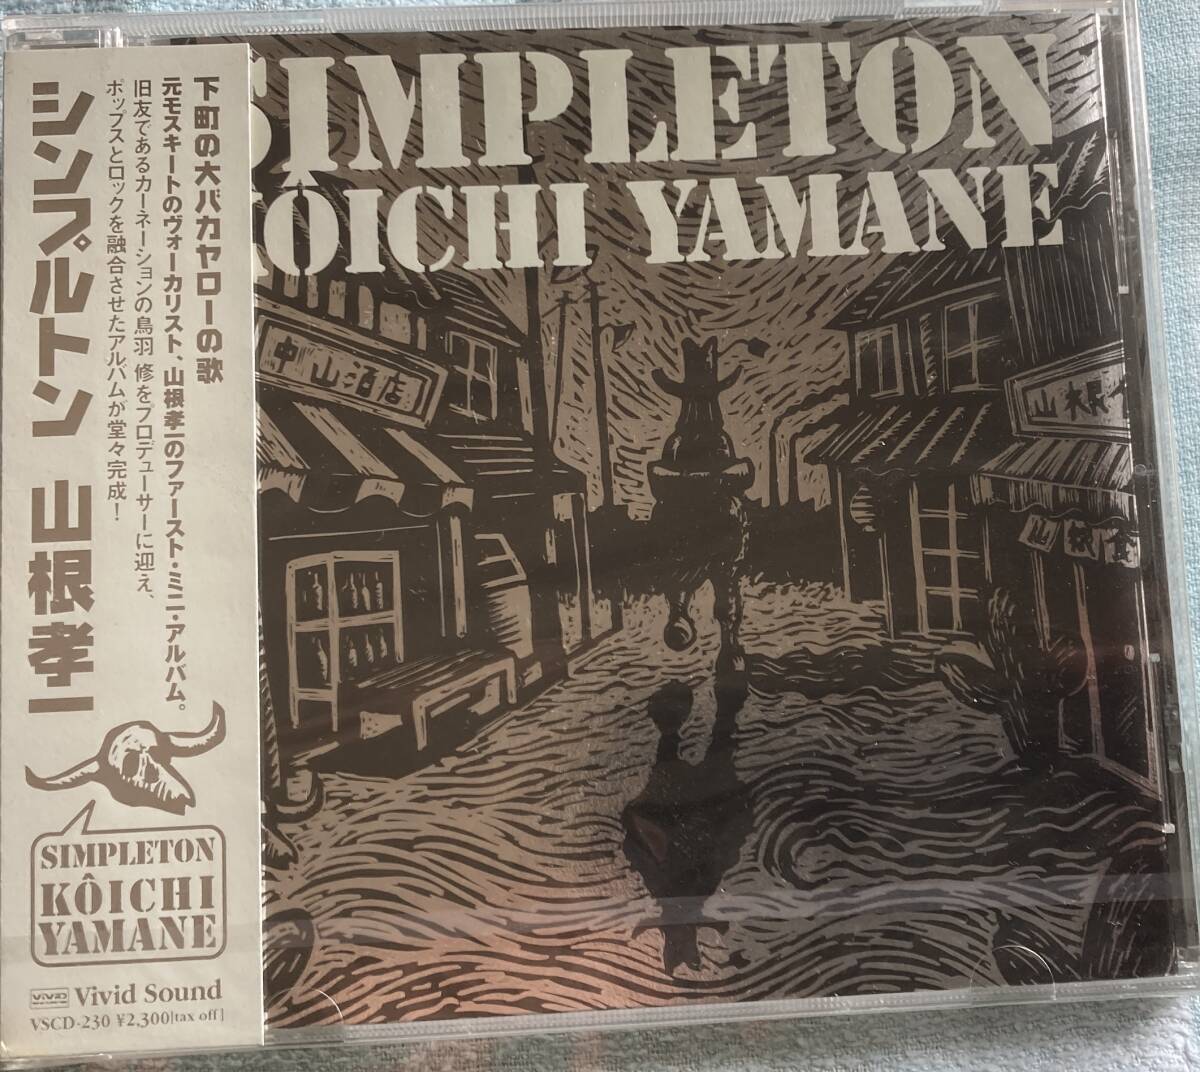 下町の大バカヤローの歌
元モスキートのヴォーカリスト、山根孝一のファースト・ミニ・アルバム。
旧友であるカーネーションの鳥羽 修をプロデューサーに迎え、
ポップスとロックを融合させたアルバムが堂々完成!
シンプルトン 山根孝一
SIMPLETON
KÔICHI
YAMANE
ViViD Vivid Sound
VSCD-230 ¥2,300[tax off]
SIMPLETON
KÔICHI YAMANE
中山酒店
山根
山根食